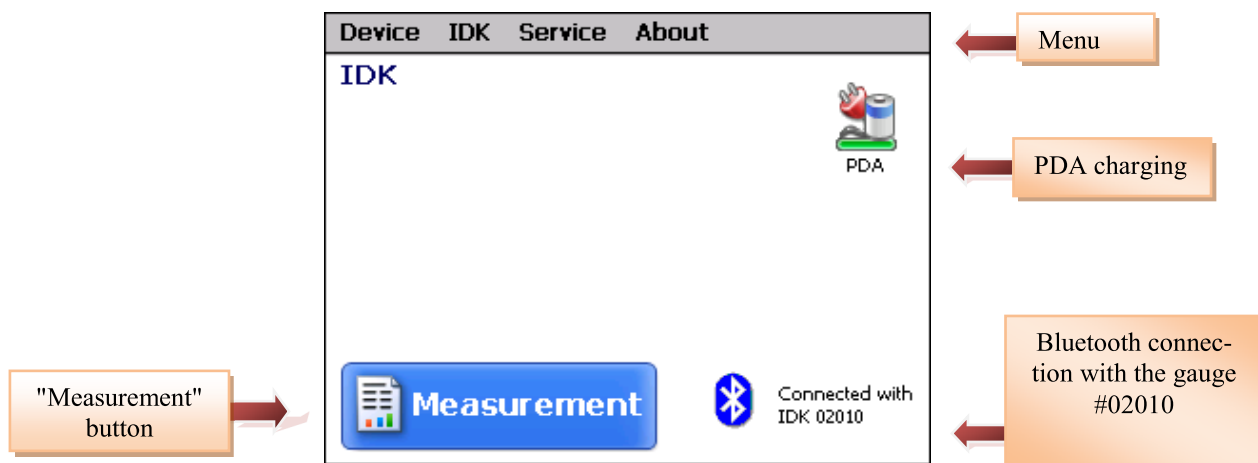 Device IDK Service About
Menu
IDK
PDA
PDA charging
Measurement
Connected with
IDK 02010
"Measurement"
button
Bluetooth connec-
tion with the gauge
#02010